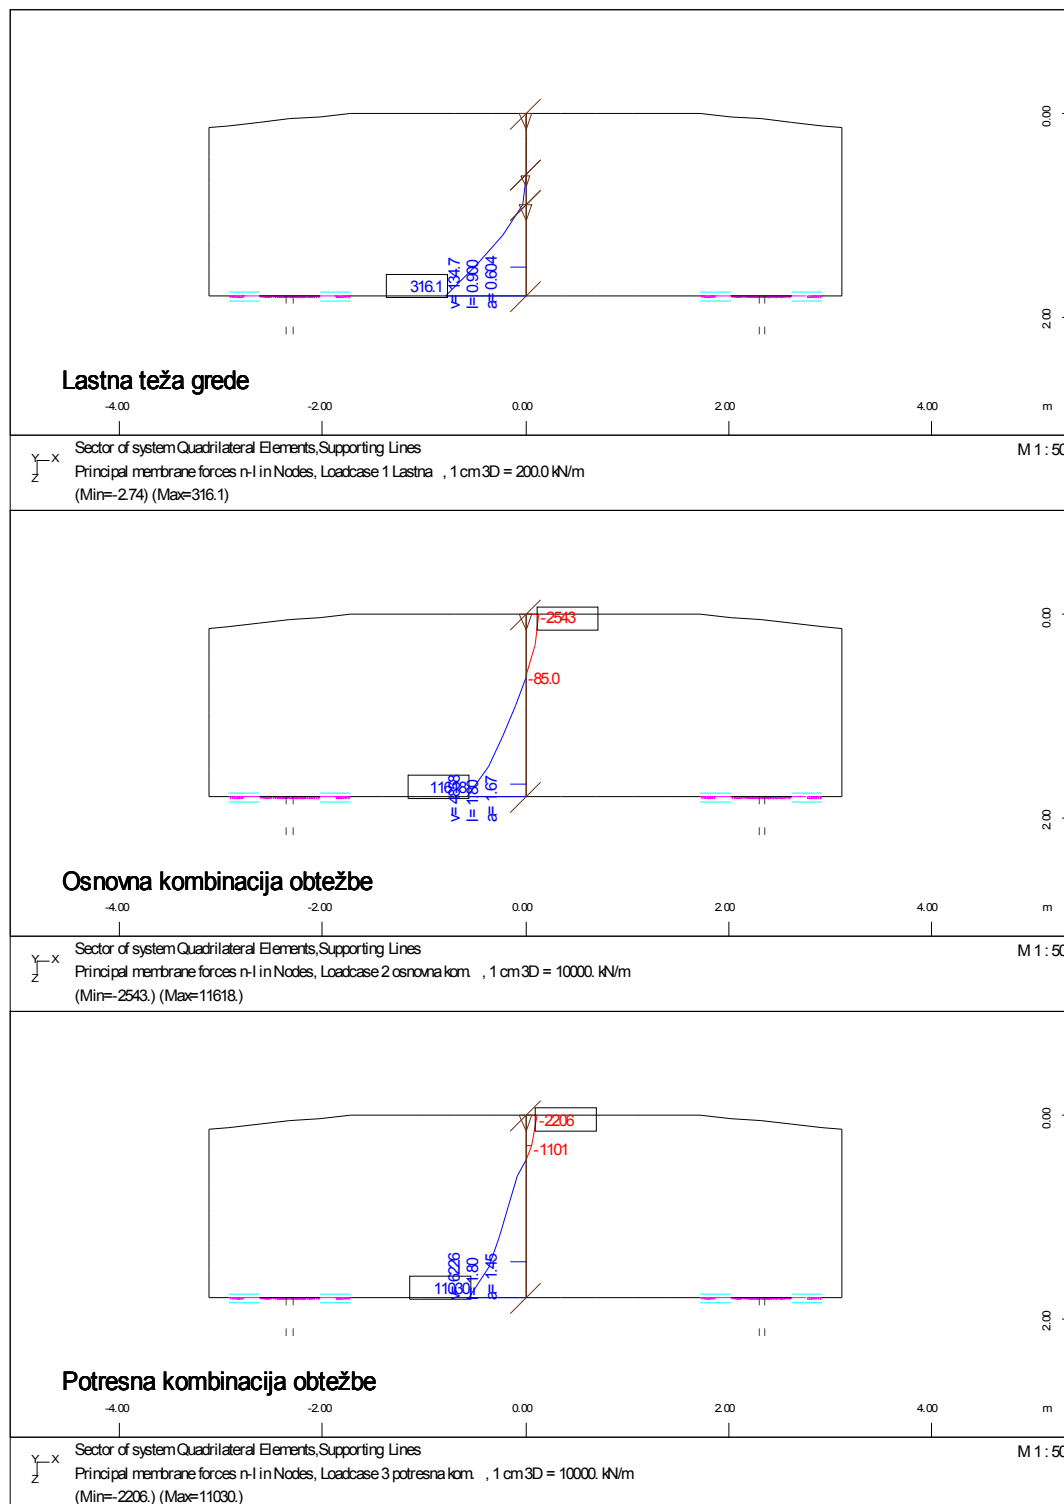 0.00
316.1
v= 134.7
l= 0.900
a= 0.604
2.00
Lastna teža grede
-4.00 -2.00 0.00 2.00 4.00 m
Y X Z
Sector of system Quadrilateral Elements,Supporting Lines
M 1 : 50
Principal membrane forces n-I in Nodes, Loadcase 1 Lastna , 1 cm 3D = 200.0 kN/m
(Min=-2.74) (Max=316.1)
-2543
0.00
-85.0
11618
l= 1.80
a= 1.67
2.00
Osnovna kombinacija obtežbe
-4.00 -2.00 0.00 2.00 4.00 m
Y X Z
Sector of system Quadrilateral Elements,Supporting Lines
M 1 : 50
Principal membrane forces n-I in Nodes, Loadcase 2 osnovna kom. , 1 cm 3D = 10000. kN/m
(Min=-2543.) (Max=11618.)
-2206
0.00
-1101
11030
v= 6226
l= 1.80
a= 1.45
2.00
Potresna kombinacija obtežbe
-4.00 -2.00 0.00 2.00 4.00 m
Y X Z
Sector of system Quadrilateral Elements,Supporting Lines
M 1 : 50
Principal membrane forces n-I in Nodes, Loadcase 3 potresna kom. , 1 cm 3D = 10000. kN/m
(Min=-2206.) (Max=11030.)